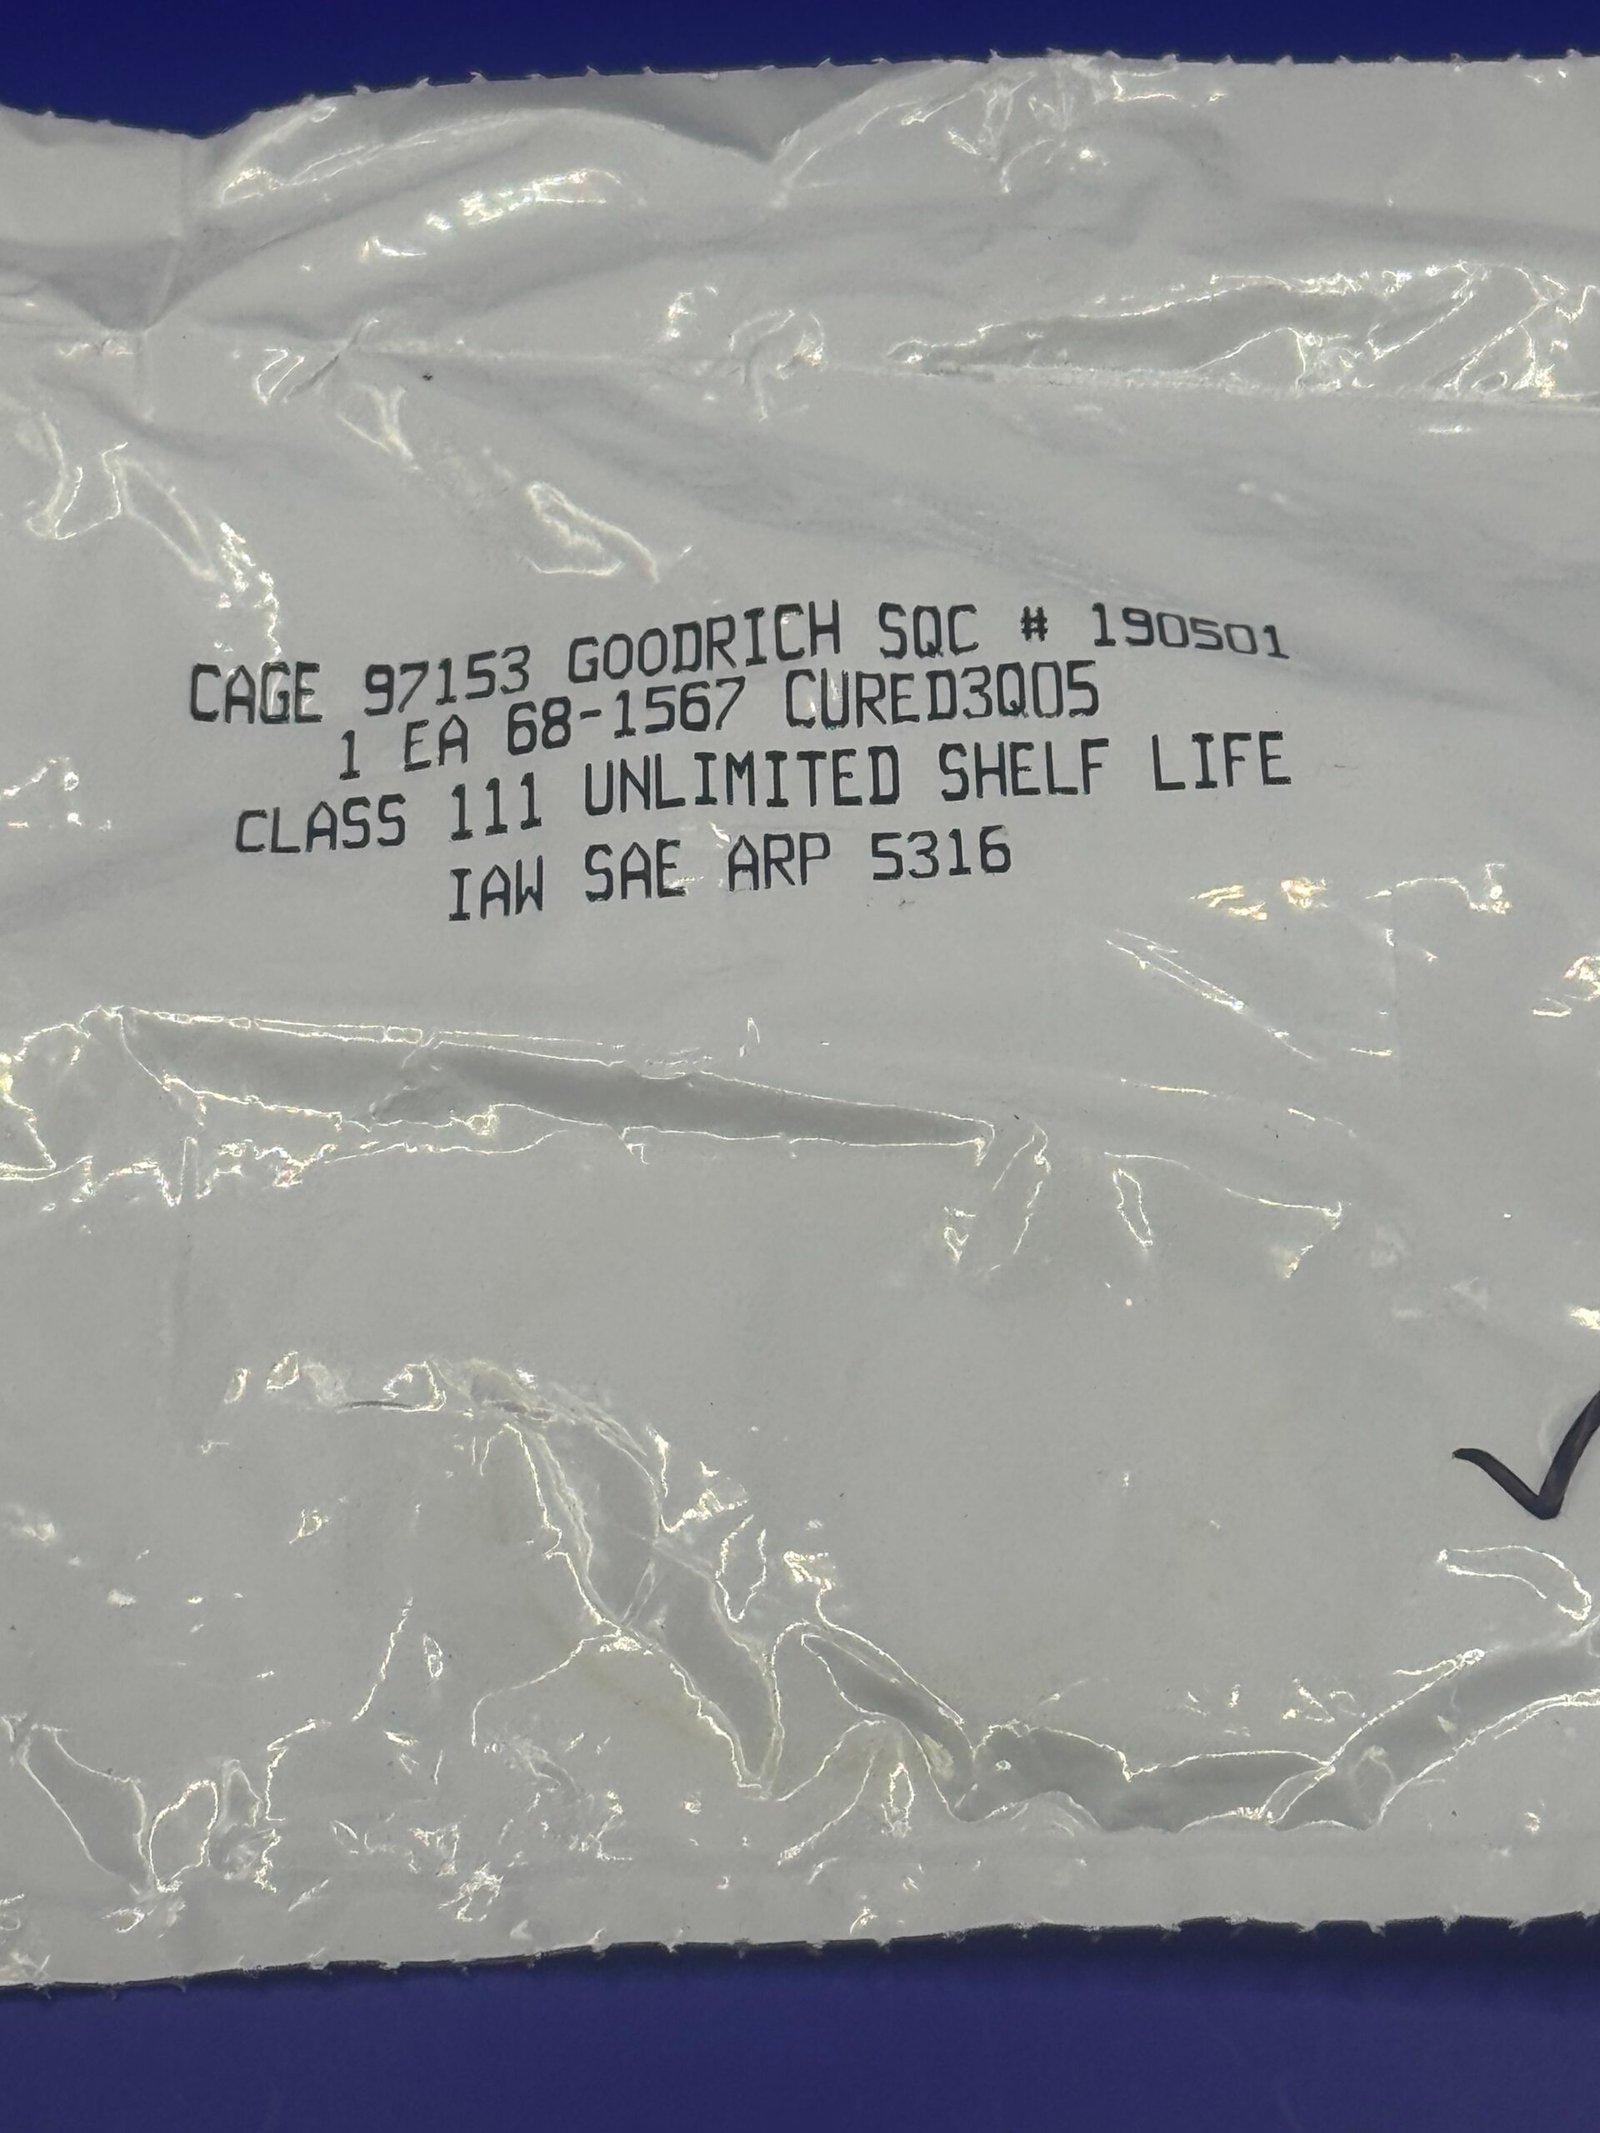 CAGE 97153 GOODRICH SQC # 190501
1 EA 68-1567 CURED3Q05
CLASS 111 UNLIMITED SHELF LIFE
IAW SAE ARP 5316